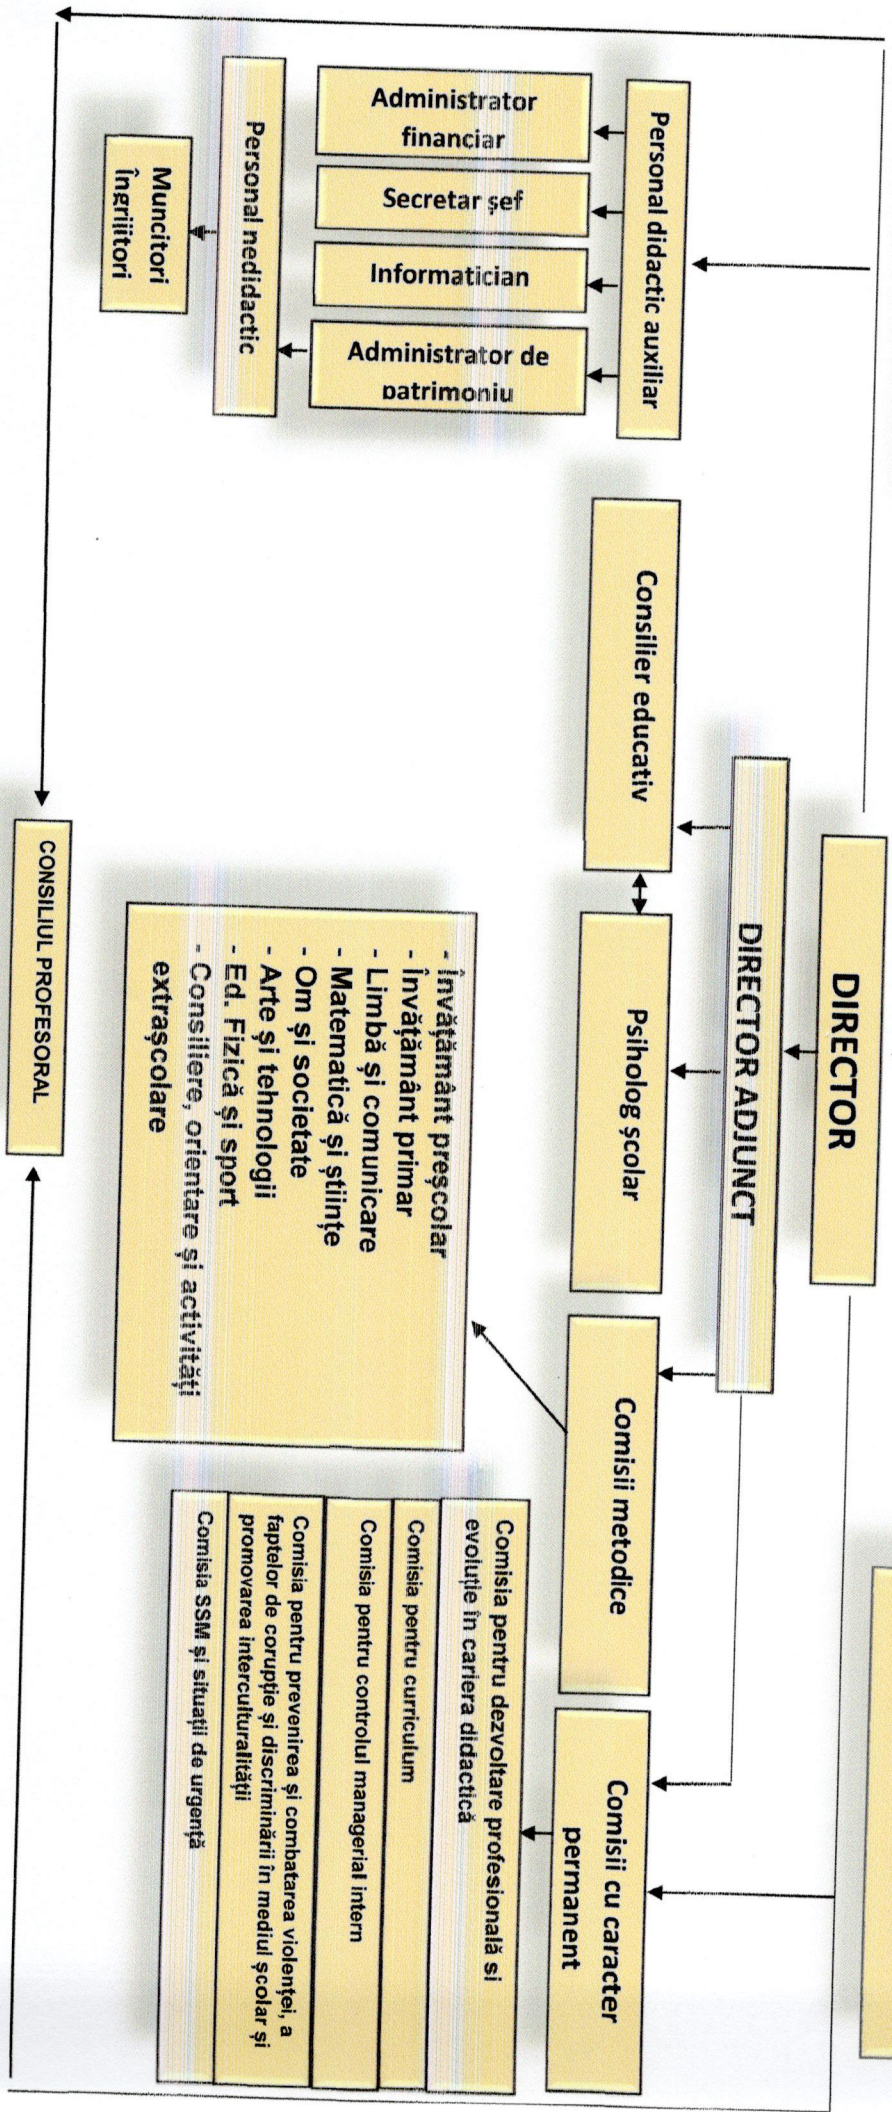 DIRECTOR
DIRECTOR ADJUNCT
Personal didactic auxiliar
Administrator
financiar
Secretar șef
Informatician
Administrator de
patrimoniu
Personal nedidactic
Muncitori
Îngrijitori
Consilier educativ
Psiholog școlar
Comisii metodice
Comisii cu caracter
permanent
- Învățământ preșcolar
- Învățământ primar
- Limbă și comunicare
- Matematică și științe
- Om și societate
- Arte și tehnologii
- Ed. Fizică și sport
- Consiliere, orientare și activități
extrașcolare
Comisia pentru dezvoltare profesională si
evoluție în cariera didactică
Comisia pentru curriculum
Comisia pentru controlul managerial intern
Comisia pentru prevenirea și combatarea violenței, a
faptelor de corupție și discriminării în mediul școlar și
promovarea interculturalității
Comisia SSM și situații de urgență
CONSILIUL PROFESORAL